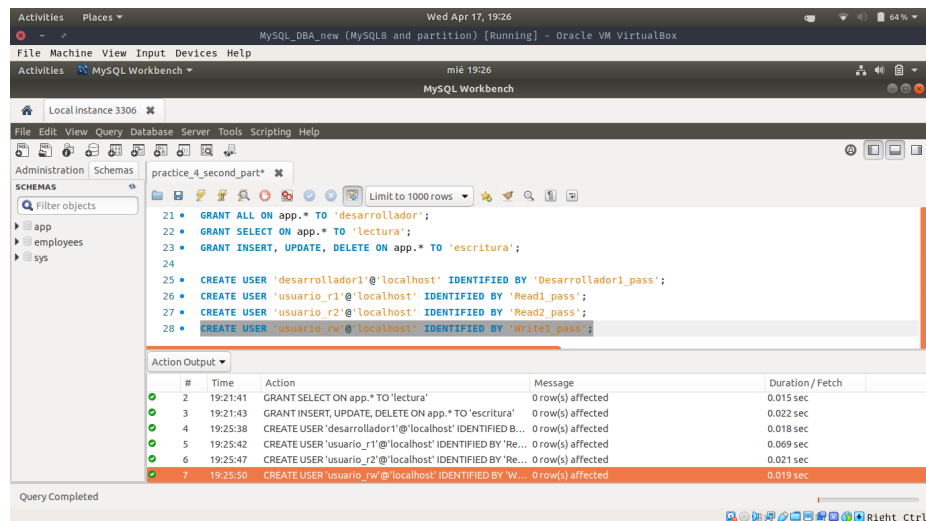 Activities Places Wed Apr 17, 19:26 64%
MySQL_DBA_new (MySQL8 and partition) [Running] - Oracle VM VirtualBox
File Machine View Input Devices Help
Activities MySQL Workbench mié 19:26
MySQL Workbench
Local instance 3306
File Edit View Query Database Server Tools Scripting Help
Administration Schemas practice_4_second_part*
SCHEMAS
Limit to 1000 rows
Filter objects
app
employees
sys
21 GRANT ALL ON app.* TO 'desarrollador';
22 GRANT SELECT ON app.* TO 'lectura';
23 GRANT INSERT, UPDATE, DELETE ON app.* TO 'escritura';
24
25 CREATE USER 'desarrollador1'@'localhost' IDENTIFIED BY 'Desarrollador1_pass';
26 CREATE USER 'usuario_r1'@'localhost' IDENTIFIED BY 'Read1_pass';
27 CREATE USER 'usuario_r2'@'localhost' IDENTIFIED BY 'Read2_pass';
28 CREATE USER 'usuario_rw'@'localhost' IDENTIFIED BY 'Write1_pass';
Action Output
# Time Action Message Duration / Fetch
2 19:21:41 GRANT SELECT ON app.* TO 'lectura' 0 row(s) affected 0.015 sec
3 19:21:43 GRANT INSERT, UPDATE, DELETE ON app.* TO 'escritura' 0 row(s) affected 0.022 sec
4 19:25:38 CREATE USER 'desarrollador1'@'localhost' IDENTIFIED B... 0 row(s) affected 0.018 sec
5 19:25:42 CREATE USER 'usuario_r1'@'localhost' IDENTIFIED BY 'Re... 0 row(s) affected 0.069 sec
6 19:25:47 CREATE USER 'usuario_r2'@'localhost' IDENTIFIED BY 'Re... 0 row(s) affected 0.021 sec
7 19:25:50 CREATE USER 'usuario_rw'@'localhost' IDENTIFIED BY 'W... 0 row(s) affected 0.019 sec
Query Completed
Right Ctrl